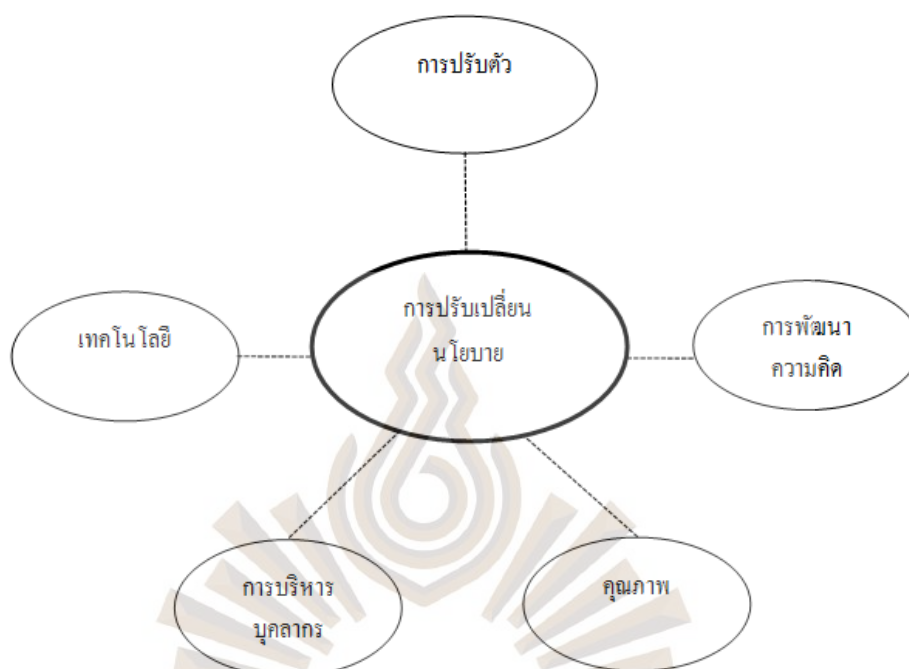 การปรับตัว
การปรับเปลี่ยน
นโยบาย
เทคโนโลยี
การพัฒนา
ความคิด
การบริหาร
บุคลากร
คุณภาพ